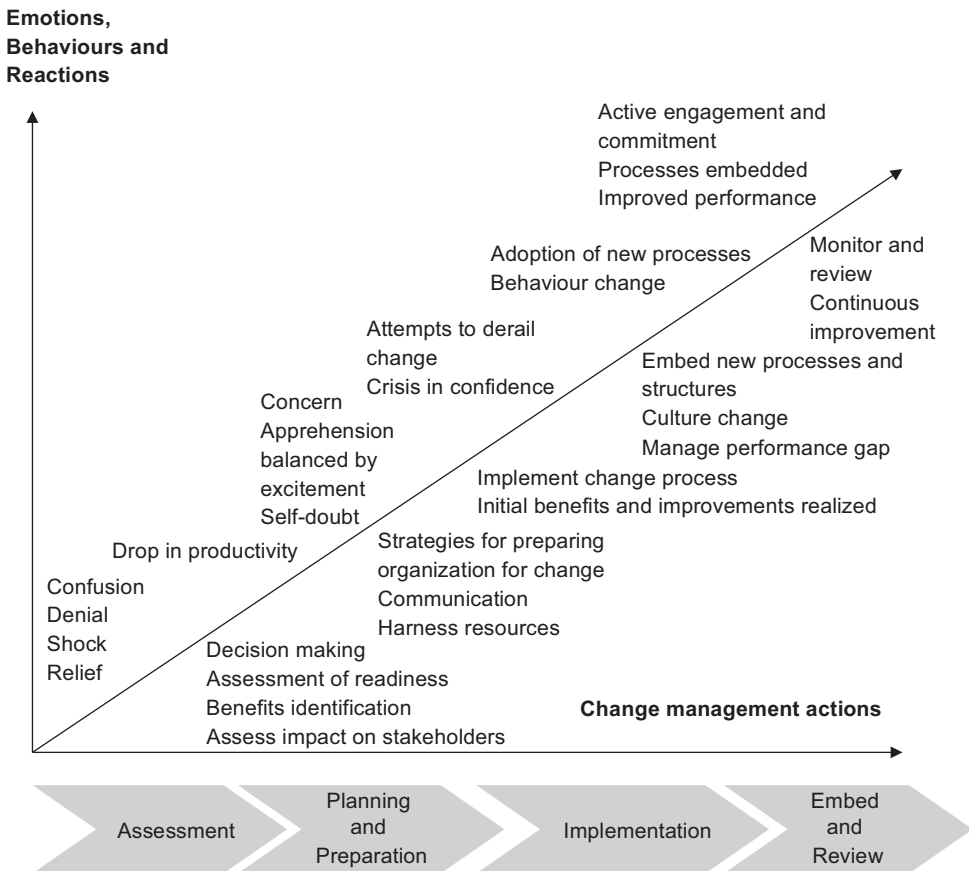 Emotions,
Behaviours and
Reactions
Active engagement and
commitment
Processes embedded
Improved performance
Adoption of new processes
Behaviour change
Monitor and
review
Continuous
improvement
Attempts to derail
change
Crisis in confidence
Embed new processes and
structures
Culture change
Manage performance gap
Concern
Apprehension
balanced by
excitement
Self-doubt
Implement change process
Initial benefits and improvements realized
Drop in productivity
Strategies for preparing
organization for change
Communication
Harness resources
Confusion
Denial
Shock
Relief
Decision making
Assessment of readiness
Benefits identification
Assess impact on stakeholders
Change management actions
Assessment
Planning
and
Preparation
Implementation
Embed
and
Review